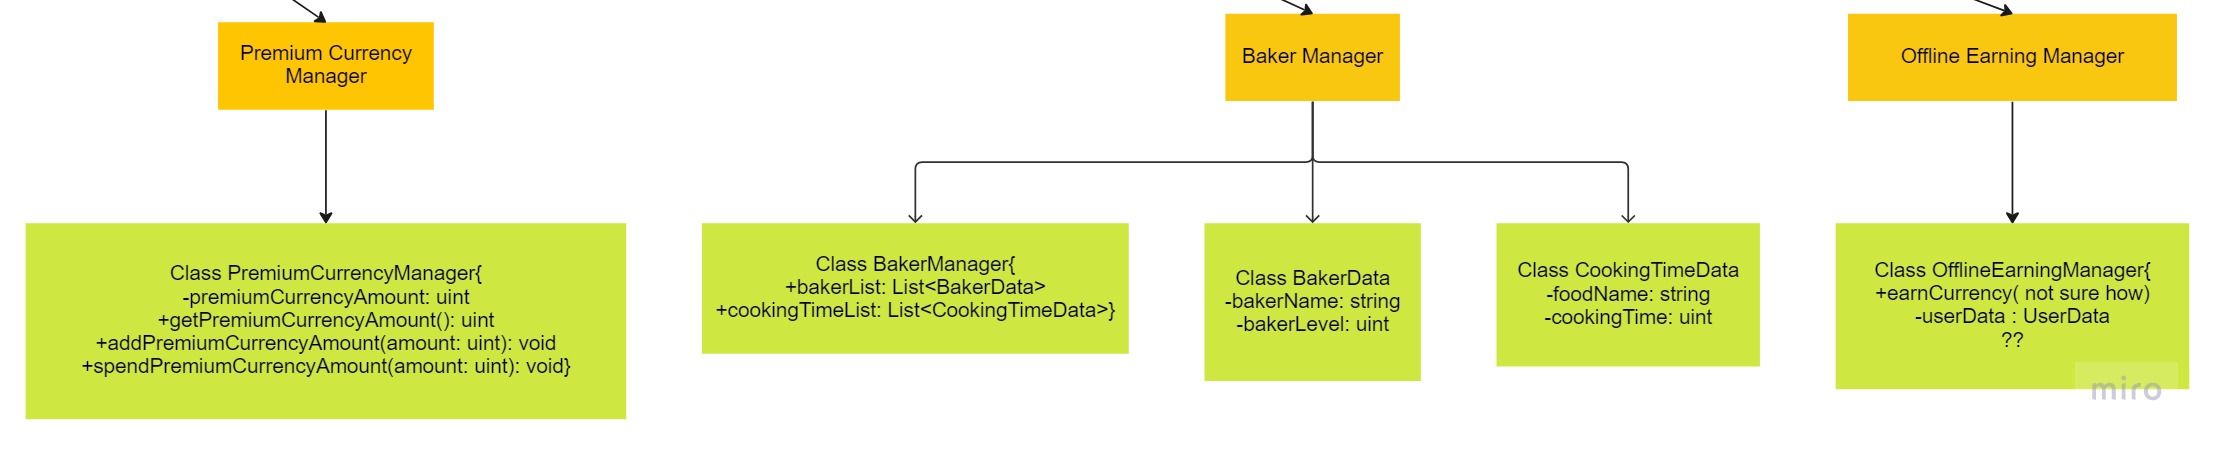 Premium Currency
Manager
Baker Manager
Offline Earning Manager
Class PremiumCurrencyManager{
-premiumCurrencyAmount: uint
+getPremiumCurrencyAmount(): uint
+addPremiumCurrencyAmount(amount: uint): void
+spendPremiumCurrencyAmount(amount: uint): void}
Class BakerManager{
+bakerList: List<BakerData>
+cookingTimeList: List<CookingTimeData>}
Class BakerData
-bakerName: string
-bakerLevel: uint
Class CookingTimeData
-foodName: string
-cookingTime: uint
Class OfflineEarningManager{
+earnCurrency( not sure how)
-userData : UserData
??
miro